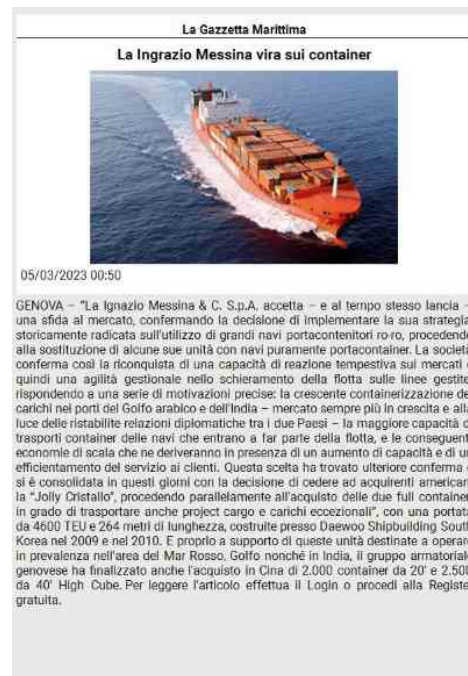 La Gazzetta Marittima
La Ingrazio Messina vira sui container
05/03/2023 00:50
GENOVA – “La Ignazio Messina & C. S.p.A. accetta – e al tempo stesso lancia –
una sfida al mercato, confermando la decisione di implementare la sua strategia
storicamente radicata sull'utilizzo di grandi navi portacontenitori ro-ro, procedendo
alla sostituzione di alcune sue unità con navi puramente portacontainer. La società
conferma così la riconquista di una capacità di reazione tempestiva sui mercati
quindi una agilità gestionale nello schieramento della flotta sulle linee gestite
rispondendo a una serie di motivazioni precise: la crescente containerizzazione de
carichi nei porti del Golfo arabico e dell'India – mercato sempre più in crescita e alla
luce delle ristabilite relazioni diplomatiche tra i due Paesi – la maggiore capacità d
trasporti container delle navi che entrano a far parte della flotta, e le conseguent
economie di scala che ne deriveranno in presenza di un aumento di capacità e di un
efficientamento del servizio ai clienti. Questa scelta ha trovato ulteriore conferma
si è consolidata in questi giorni con la decisione di cedere ad acquirenti american
la “Jolly Cristallo”, procedendo parallelamente all'acquisto delle due full container
in grado di trasportare anche project cargo e carichi eccezionali”, con una portata
da 4600 TEU e 264 metri di lunghezza, costruite presso Daewoo Shipbuilding South
Korea nel 2009 e nel 2010. E proprio a supporto di queste unità destinate a operare
in prevalenza nell'area del Mar Rosso, Golfo nonché in India, il gruppo armatoriale
genovese ha finalizzato anche l'acquisto in Cina di 2.000 container da 20' e 2.500
da 40' High Cube. Per leggere l'articolo effettua il Login o procedi alla Registe
gratuita.